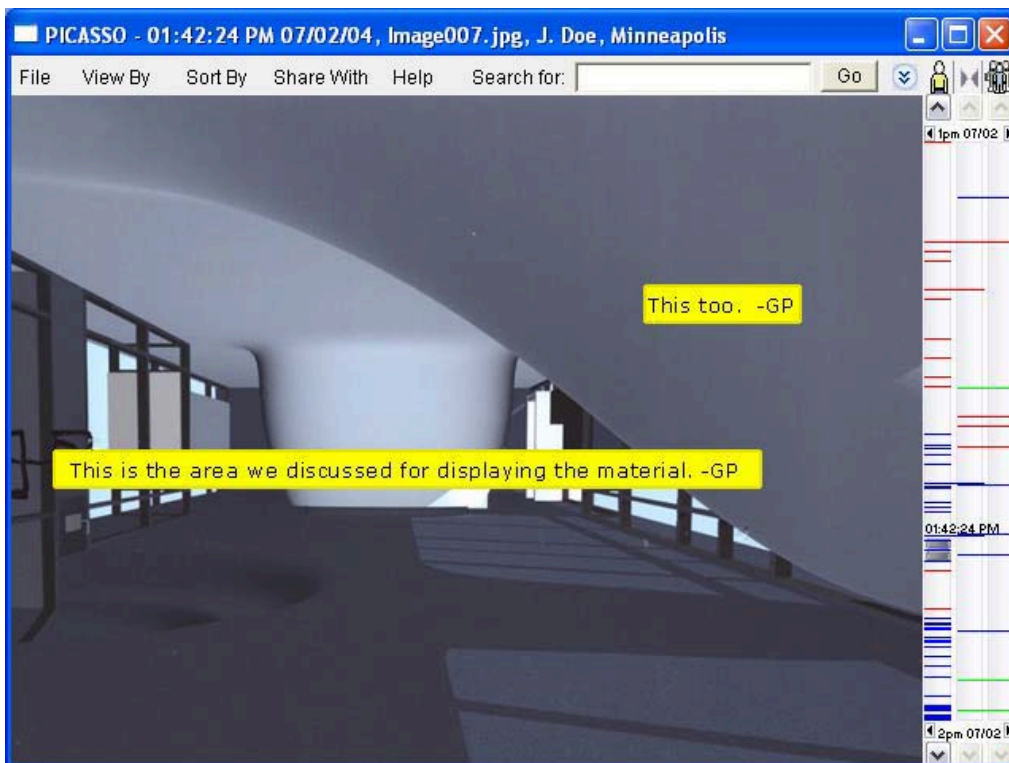 PICASSO - 01:42:24 PM 07/02/04, Image007.jpg, J. Doe, Minneapolis
File View By Sort By Share With Help Search for: Go
1pm 07/02
This too. -GP
This is the area we discussed for displaying the material. -GP
01:42:24 PM
2pm 07/02